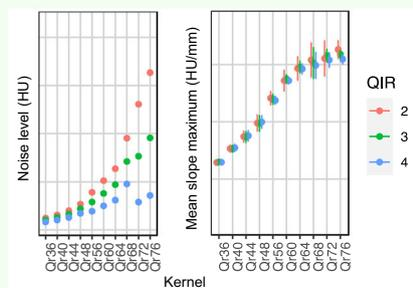 Noise level (HU)
Qr36
Qr40
Qr44
Qr48
Qr56
Qr60
Qr64
Qr68
Qr72
Qr76
Mean slope maximum (HU/mm)
Qr36
Qr40
Qr44
Qr48
Qr56
Qr60
Qr64
Qr68
Qr72
Qr76
Kernel
QIR
2
3
4